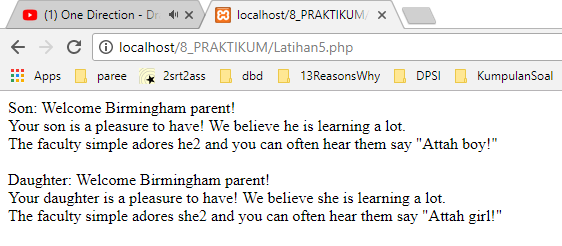 (1) One Direction - Dr
localhost/8_PRAKTIKUM/
localhost/8_PRAKTIKUM/Latihan5.php
Apps paree 2srt2ass dbd 13ReasonsWhy DPSI KumpulanSoal
Son: Welcome Birmingham parent!
Your son is a pleasure to have! We believe he is learning a lot.
The faculty simple adores he2 and you can often hear them say "Attah boy!"
Daughter: Welcome Birmingham parent!
Your daughter is a pleasure to have! We believe she is learning a lot.
The faculty simple adores she2 and you can often hear them say "Attah girl!"